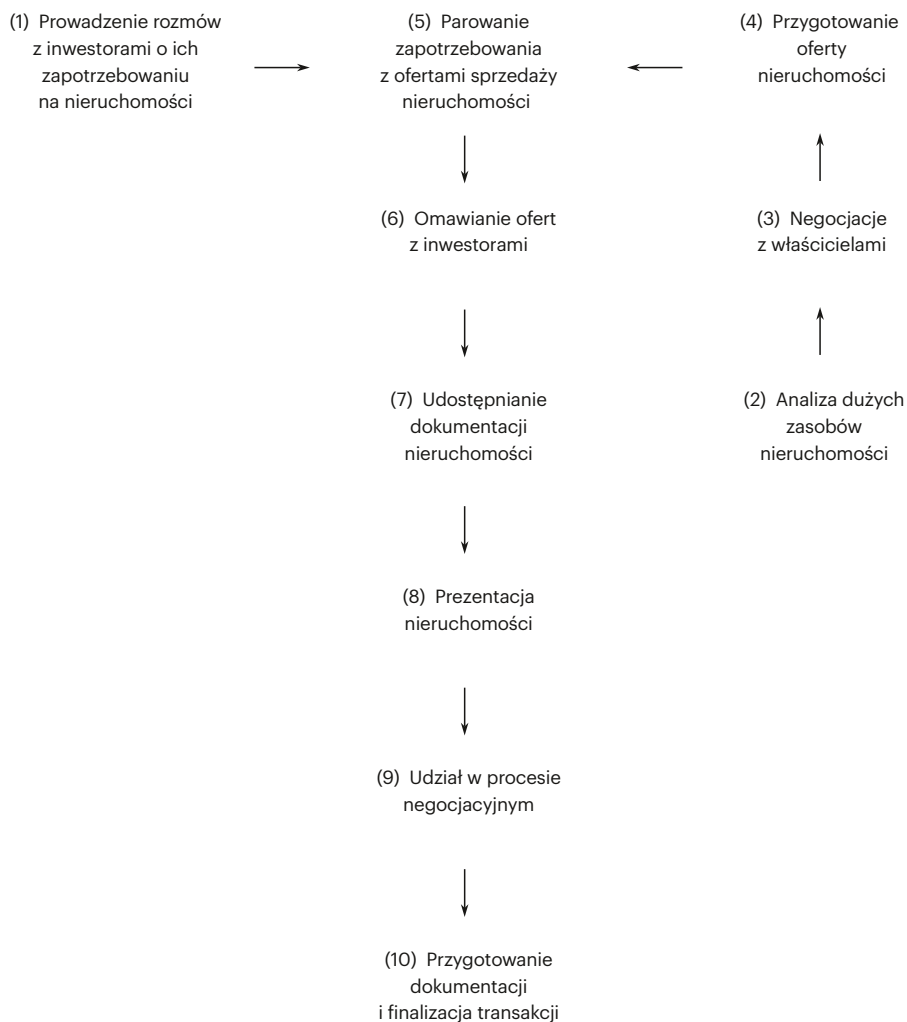 (1) Prowadzenie rozmów
z inwestorami o ich
zapotrzebowaniu
na nieruchomości
(5) Parowanie
zapotrzebowania
z ofertami sprzedaży
nieruchomości
(4) Przygotowanie
oferty
nieruchomości
(6) Omawianie ofert
z inwestorami
(3) Negocjacje
z właścicielami
(7) Udostępnianie
dokumentacji
nieruchomości
(2) Analiza dużych
zasobów
nieruchomości
(8) Prezentacja
nieruchomości
(9) Udział w procesie
negocjacyjnym
(10) Przygotowanie
dokumentacji
i finalizacja transakcji